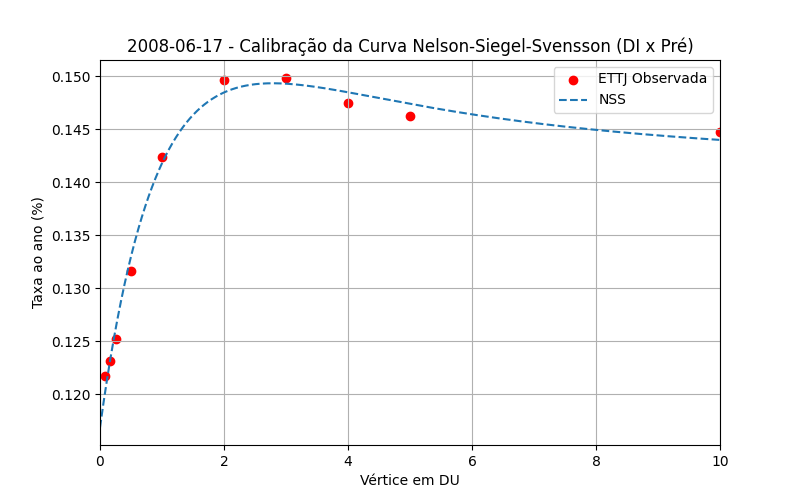 2008-06-17 - Calibração da Curva Nelson-Siegel-Svensson (DI x Pré)
ETTJ Observada
NSS
Taxa ao ano (%)
0.150
0.145
0.140
0.135
0.130
0.125
0.120
0 2 4 6 8 10
Vértice em DU